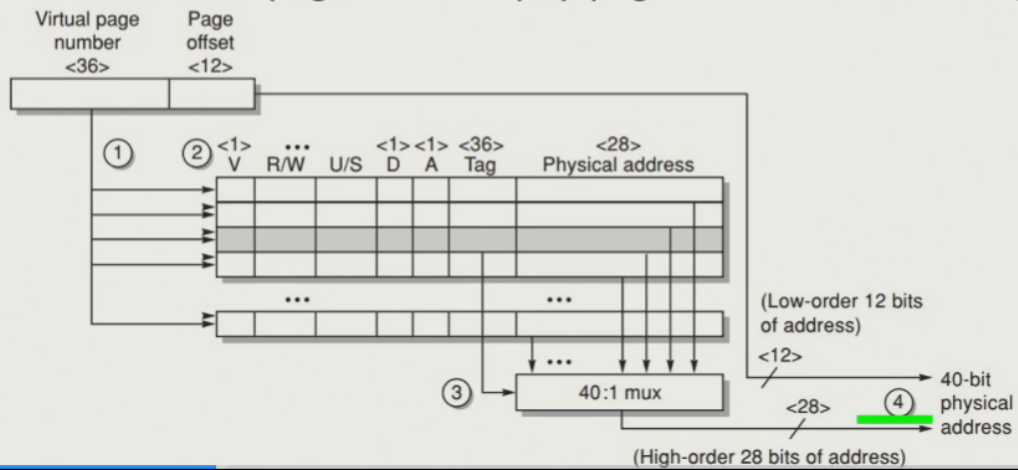 Virtual page
number
<36>
Page
offset
<12>
1
2
<1>
V
•••
R/W
U/S
<1>
D
<1>
A
<36>
Tag
<28>
Physical address
•••
•••
•••
3
40:1 mux
(Low-order 12 bits
of address)
<12>
<28>
4
40-bit
physical
address
(High-order 28 bits of address)